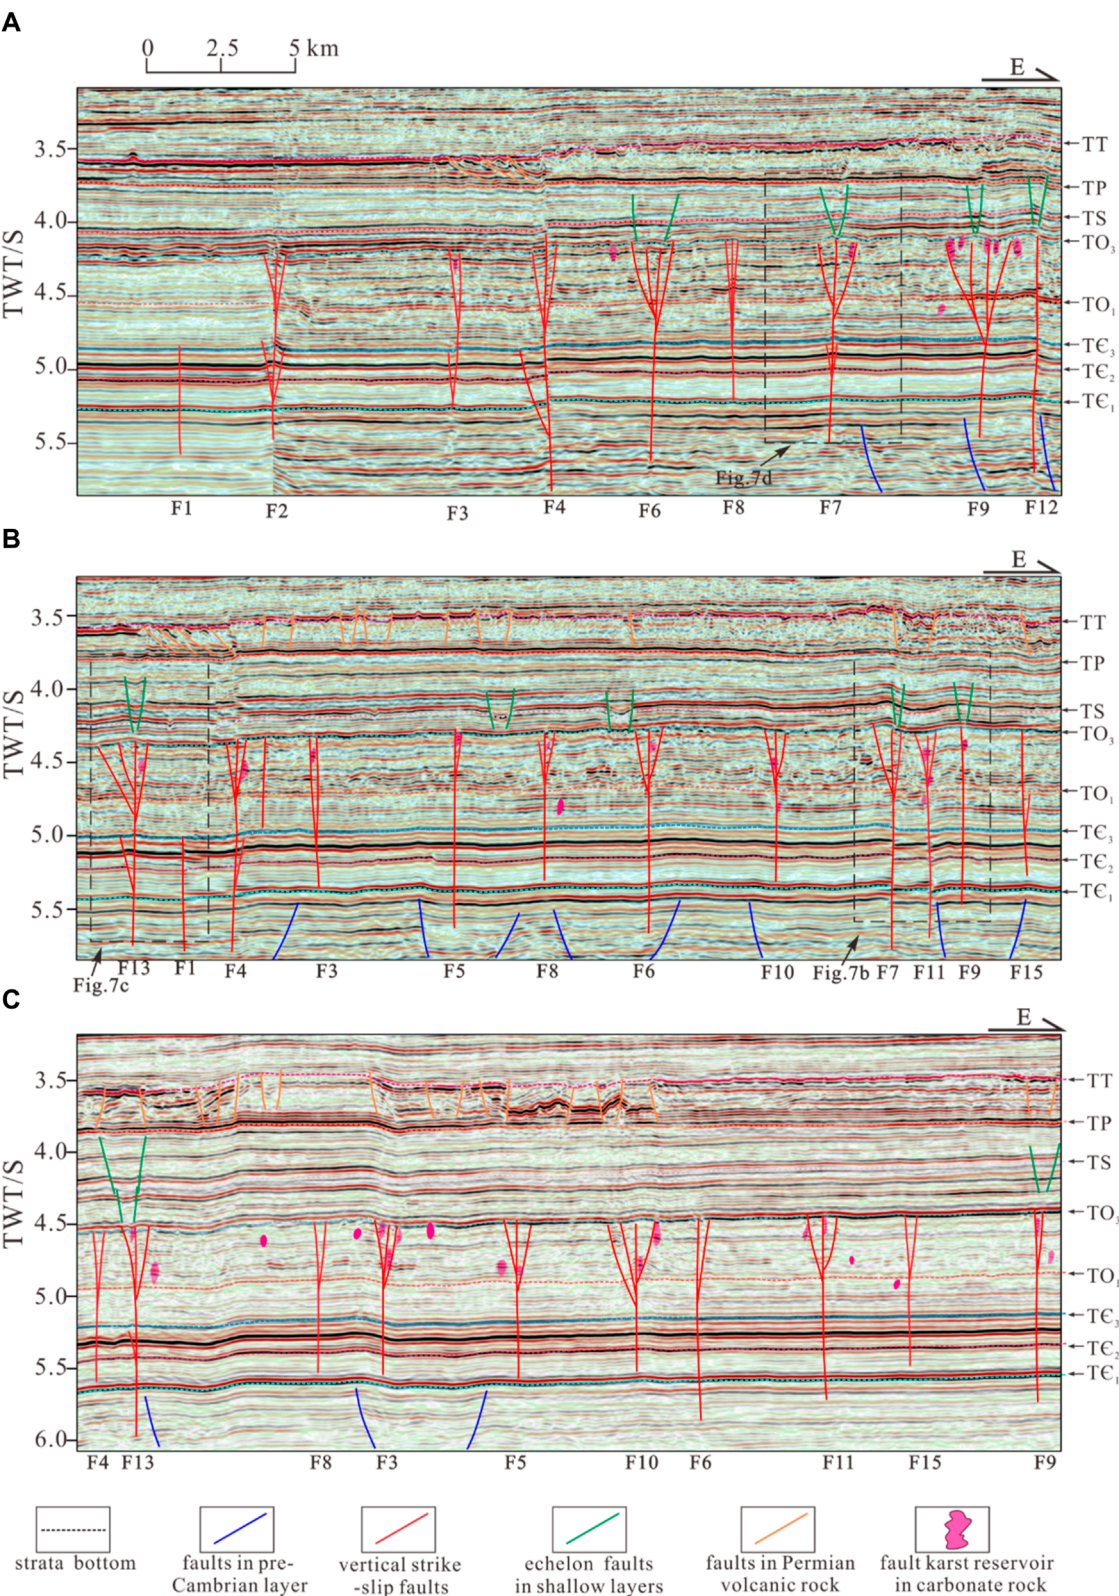 A
0 2.5 5 km
E
TWT/S
3.5
4.0
4.5
5.0
5.5
TT
TP
TS
TO₃
TO₁
TЄ₃
TЄ₂
TЄ₁
Fig.7d
F1 F2 F3 F4 F6 F8 F7 F9 F12
B
E
TWT/S
3.5
4.0
4.5
5.0
5.5
TT
TP
TS
TO₃
TO₁
TЄ₃
TЄ₂
TЄ₁
F13 F1 F4 F3 F5 F8 F6 F10 Fig.7b F7 F11 F9 F15
Fig.7c
C
E
TWT/S
3.5
4.0
4.5
5.0
5.5
6.0
TT
TP
TS
TO₃
TO₁
TЄ₃
TЄ₂
TЄ₁
F4 F13 F8 F3 F5 F10 F6 F11 F15 F9
strata bottom
faults in pre-
Cambrian layer
vertical strike
-slip faults
echelon faults
in shallow layers
faults in Permian
volcanic rock
fault karst reservoir
in carbonate rock